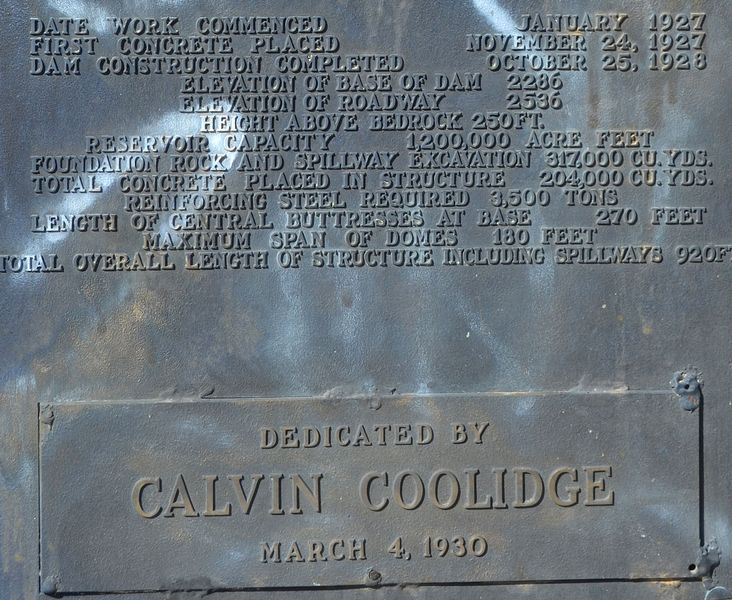 DATE WORK COMMENCED JANUARY 1927
FIRST CONCRETE PLACED NOVEMBER 24, 1927
DAM CONSTRUCTION COMPLETED OCTOBER 25, 1928
ELEVATION OF BASE OF DAM 2286
ELEVATION OF ROADWAY 2536
HEIGHT ABOVE BEDROCK 250 FT.
RESERVOIR CAPACITY 1,200,000 ACRE FEET
FOUNDATION ROCK AND SPILLWAY EXCAVATION 317,000 CU. YDS.
TOTAL CONCRETE PLACED IN STRUCTURE 204,000 CU. YDS.
REINFORCING STEEL REQUIRED 3,500 TONS
LENGTH OF CENTRAL BUTTRESSES AT BASE 270 FEET
MAXIMUM SPAN OF DOMES 180 FEET
TOTAL OVERALL LENGTH OF STRUCTURE INCLUDING SPILLWAYS 920 FT
DEDICATED BY
CALVIN COOLIDGE
MARCH 4, 1930